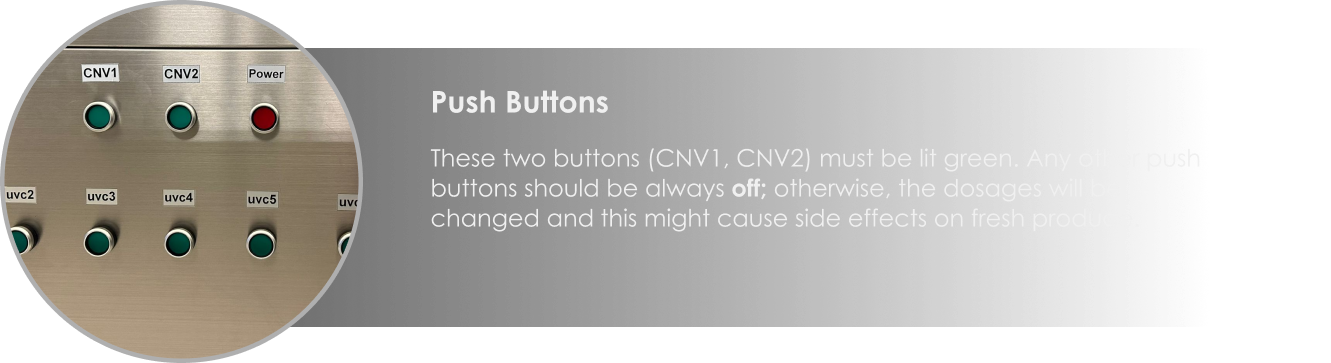 CNV1 CNV2 Power
uvc2 uvc3 uvc4 uvc5 uvc
Push Buttons
These two buttons (CNV1, CNV2) must be lit green. Any other push
buttons should be always off; otherwise, the dosages will
changed and this might cause side effects on fresh